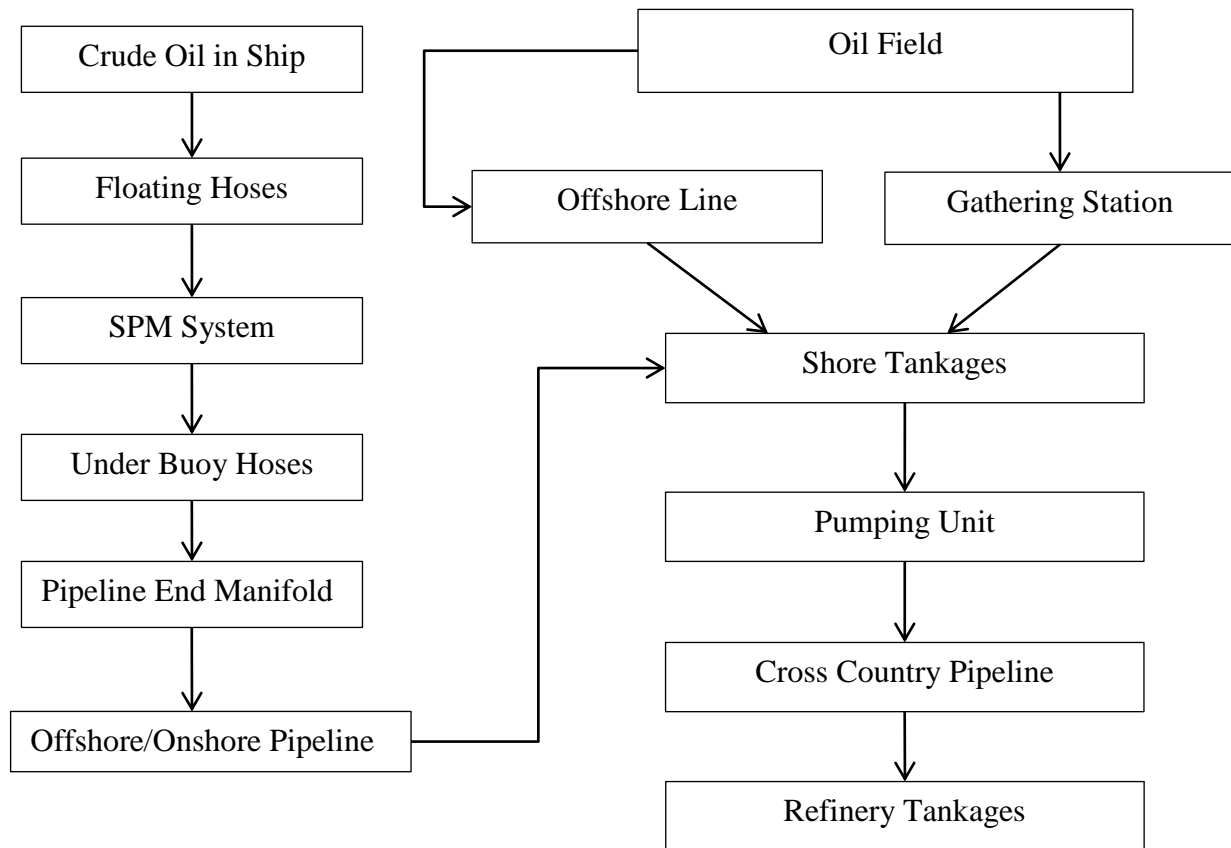 Crude Oil in Ship
Floating Hoses
SPM System
Under Buoy Hoses
Pipeline End Manifold
Offshore/Onshore Pipeline
Oil Field
Offshore Line
Gathering Station
Shore Tankages
Pumping Unit
Cross Country Pipeline
Refinery Tankages